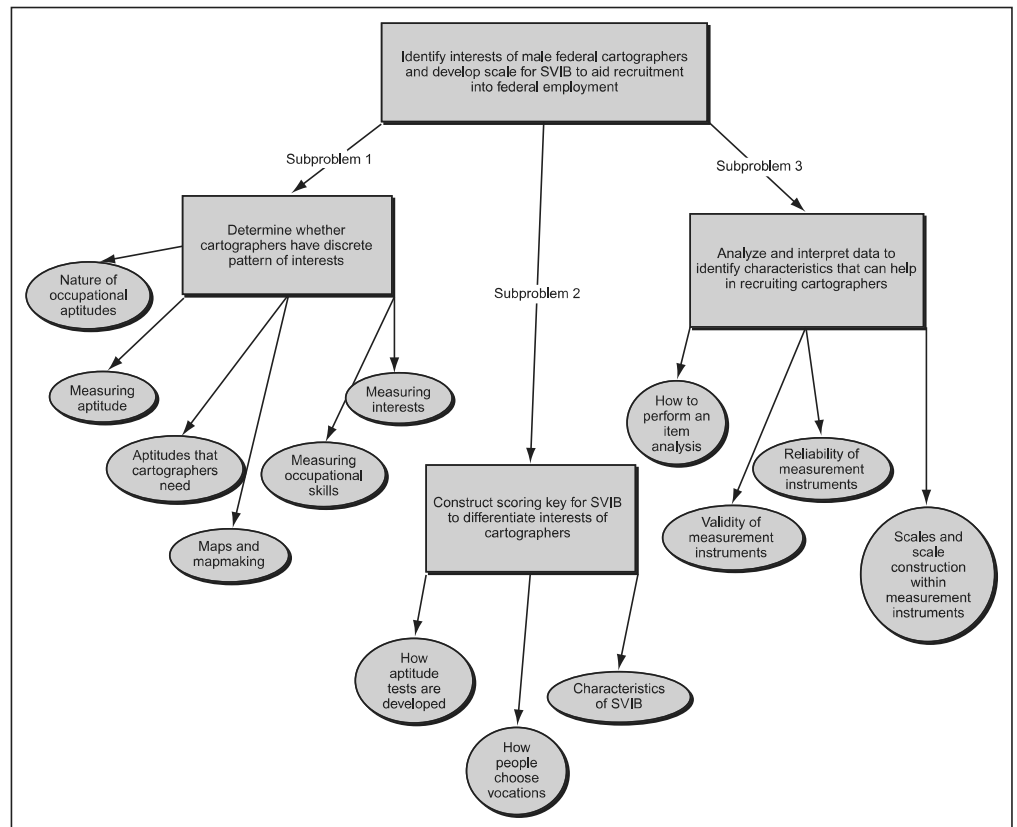 Identify interests of male federal cartographers
and develop scale for SVIB to aid recruitment
into federal employment
Subproblem 1
Subproblem 3
Determine whether
cartographers have discrete
pattern of interests
Analyze and interpret data to
identify characteristics that can help
in recruiting cartographers
Subproblem 2
Nature of
occupational
aptitudes
Measuring
aptitude
Measuring
interests
Aptitudes that
cartographers
need
Measuring
occupational
skills
Maps and
mapmaking
How to
perform an
item
analysis
Reliability of
measurement
instruments
Validity of
measurement
instruments
Scales and
scale
construction
within
measurement
instruments
Construct scoring key for SVIB
to differentiate interests of
cartographers
How
aptitude
tests are
developed
Characteristics
of SVIB
How
people
choose
vocations